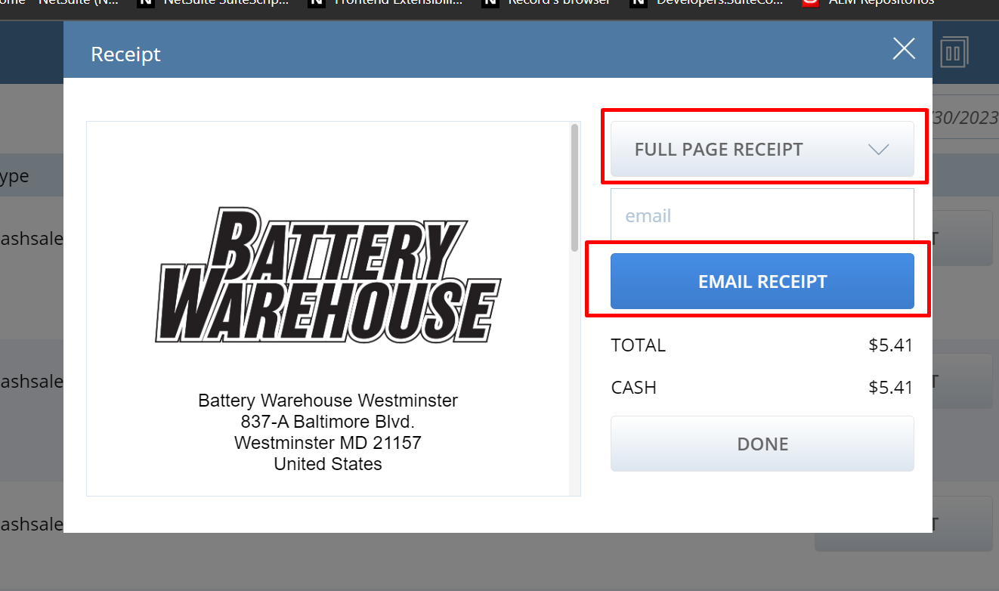 NetSuite (N...
NetSuite SuiteScrip...
Frontend Extensibili...
Record's browser
Developers.SuiteCo...
ALM Repositorios
Receipt
/30/2023
FULL PAGE RECEIPT
ype
email
ashsale
T
BATTERY
WAREHOUSE
EMAIL RECEIPT
TOTAL
$5.41
ashsale
T
CASH
$5.41
Battery Warehouse Westminster
837-A Baltimore Blvd.
Westminster MD 21157
United States
DONE
ashsale
T